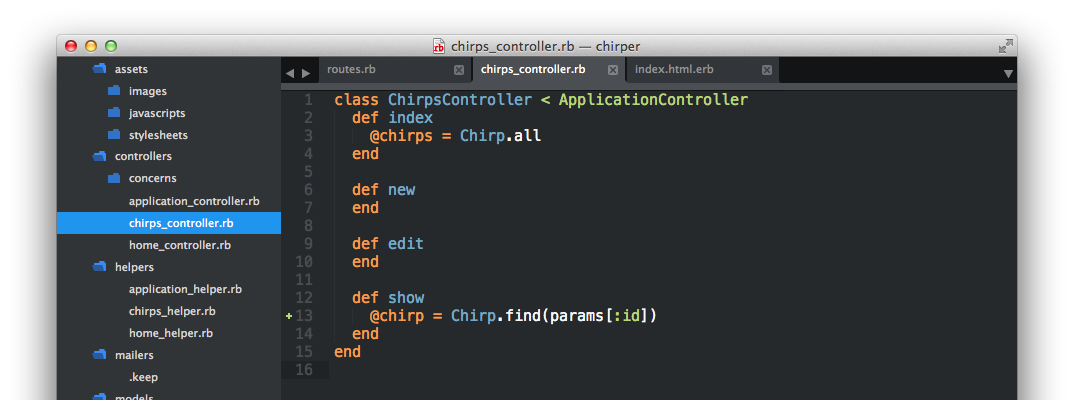 chirps_controller.rb — chirper
assets
images
javascripts
stylesheets
controllers
concerns
application_controller.rb
chirps_controller.rb
home_controller.rb
helpers
application_helper.rb
chirps_helper.rb
home_helper.rb
mailers
.keep
models
routes.rb
chirps_controller.rb
index.html.erb
1 class ChirpsController < ApplicationController
2 def index
3 @chirps = Chirp.all
4 end
5
6 def new
7 end
8
9 def edit
10 end
11
12 def show
+13 @chirp = Chirp.find(params[:id])
14 end
15 end
16